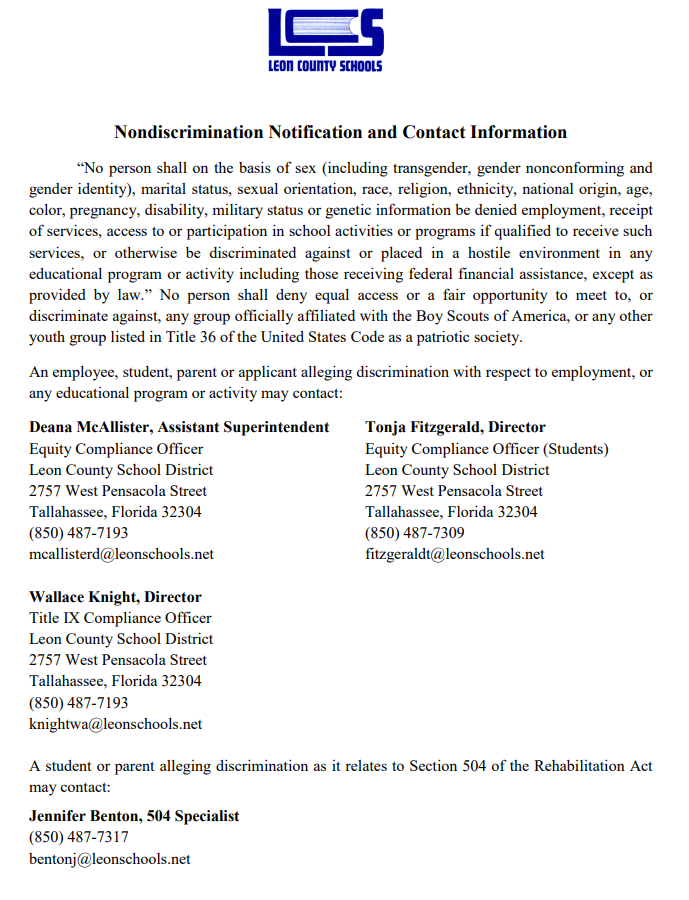 LCS
LEON COUNTY SCHOOLS
Nondiscrimination Notification and Contact Information
“No person shall on the basis of sex (including transgender, gender nonconforming and
gender identity), marital status, sexual orientation, race, religion, ethnicity, national origin, age,
color, pregnancy, disability, military status or genetic information be denied employment, receipt
of services, access to or participation in school activities or programs if qualified to receive such
services, or otherwise be discriminated against or placed in a hostile environment in any
educational program or activity including those receiving federal financial assistance, except as
provided by law.” No person shall deny equal access or a fair opportunity to meet to, or
discriminate against, any group officially affiliated with the Boy Scouts of America, or any other
youth group listed in Title 36 of the United States Code as a patriotic society.
An employee, student, parent or applicant alleging discrimination with respect to employment, or
any educational program or activity may contact:
Deana McAllister, Assistant Superintendent
Equity Compliance Officer
Leon County School District
2757 West Pensacola Street
Tallahassee, Florida 32304
(850) 487-7193
mcallisterd@leonschools.net
Tonja Fitzgerald, Director
Equity Compliance Officer (Students)
Leon County School District
2757 West Pensacola Street
Tallahassee, Florida 32304
(850) 487-7309
fitzgeraldt@leonschools.net
Wallace Knight, Director
Title IX Compliance Officer
Leon County School District
2757 West Pensacola Street
Tallahassee, Florida 32304
(850) 487-7193
knightwa@leonschools.net
A student or parent alleging discrimination as it relates to Section 504 of the Rehabilitation Act
may contact:
Jennifer Benton, 504 Specialist
(850) 487-7317
bentonj@leonschools.net